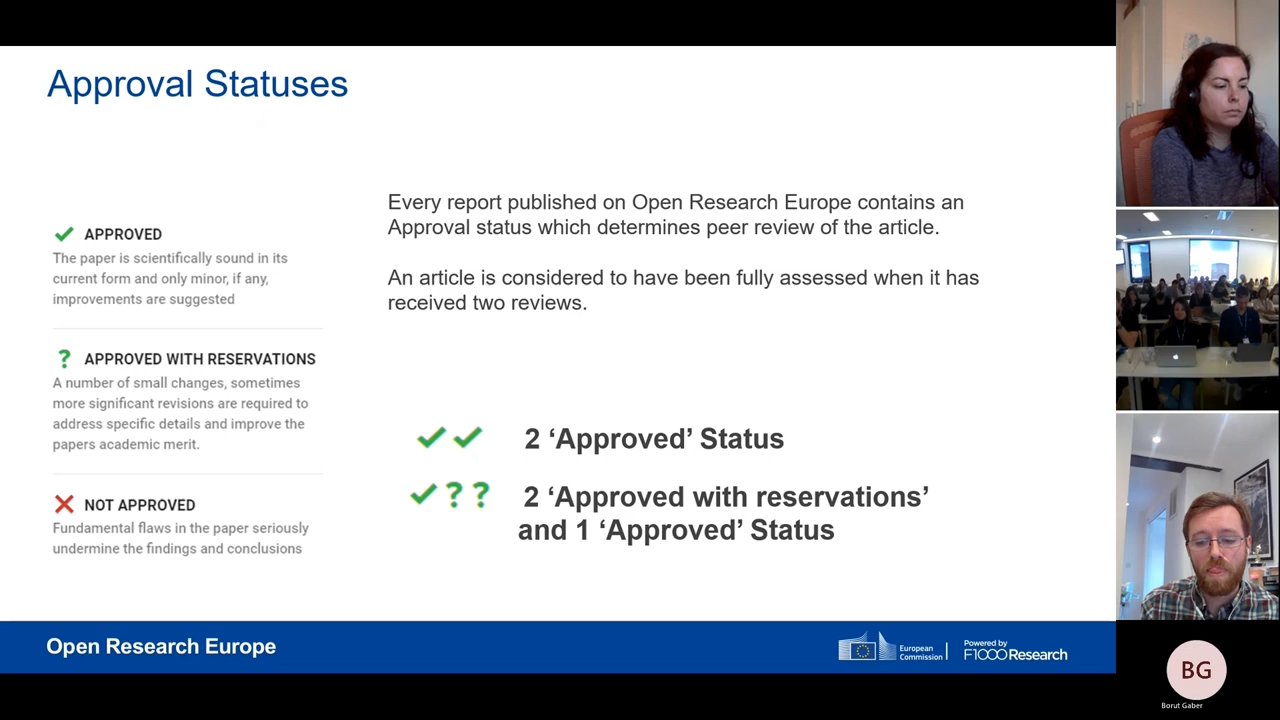 Approval Statuses
APPROVED
The paper is scientifically sound in its
current form and only minor, if any,
improvements are suggested
APPROVED WITH RESERVATIONS
A number of small changes, sometimes
more significant revisions are required to
address specific details and improve the
papers academic merit.
NOT APPROVED
Fundamental flaws in the paper seriously
undermine the findings and conclusions
Every report published on Open Research Europe contains an
Approval status which determines peer review of the article.
An article is considered to have been fully assessed when it has
received two reviews.
2 ‘Approved’ Status
2 ‘Approved with reservations’
and 1 ‘Approved’ Status
Open Research Europe
European
Commission
Powered by
F1000Research
BG
Borut Gaber